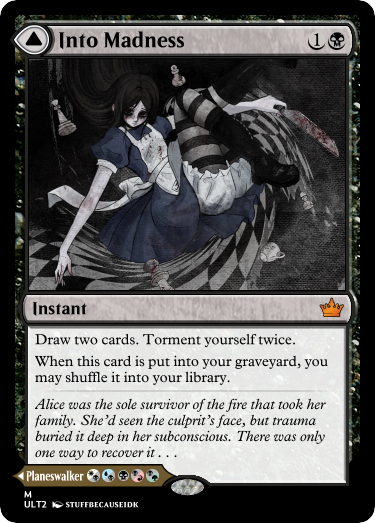 Into Madness
1
Instant
Draw two cards. Torment yourself twice.
When this card is put into your graveyard, you
may shuffle it into your library.
Alice was the sole survivor of the fire that took her
family. She'd seen the culprit's face, but trauma
buried it deep in her subconscious. There was only
one way to recover it . . .
Planeswalker
M
ULT2 STUFFBECAUSEIDK